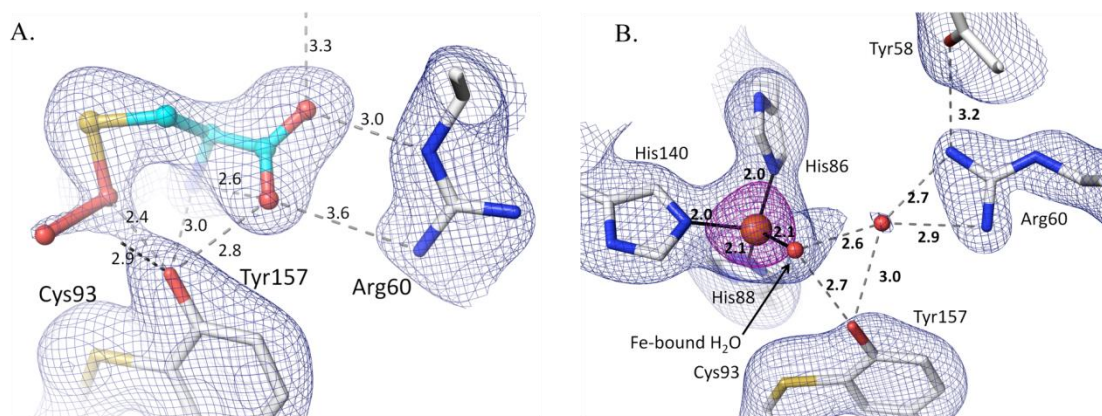 A.
3.3
3.0
2.6
2.4
3.0
2.8
3.6
2.9
Cys93
Tyr157
Arg60
B.
Tyr58
3.2
His140
His86
2.0
2.7
2.0
2.1
2.1
2.6
2.9
Arg60
His88
2.7
3.0
Tyr157
Fe-bound H₂O
Cys93